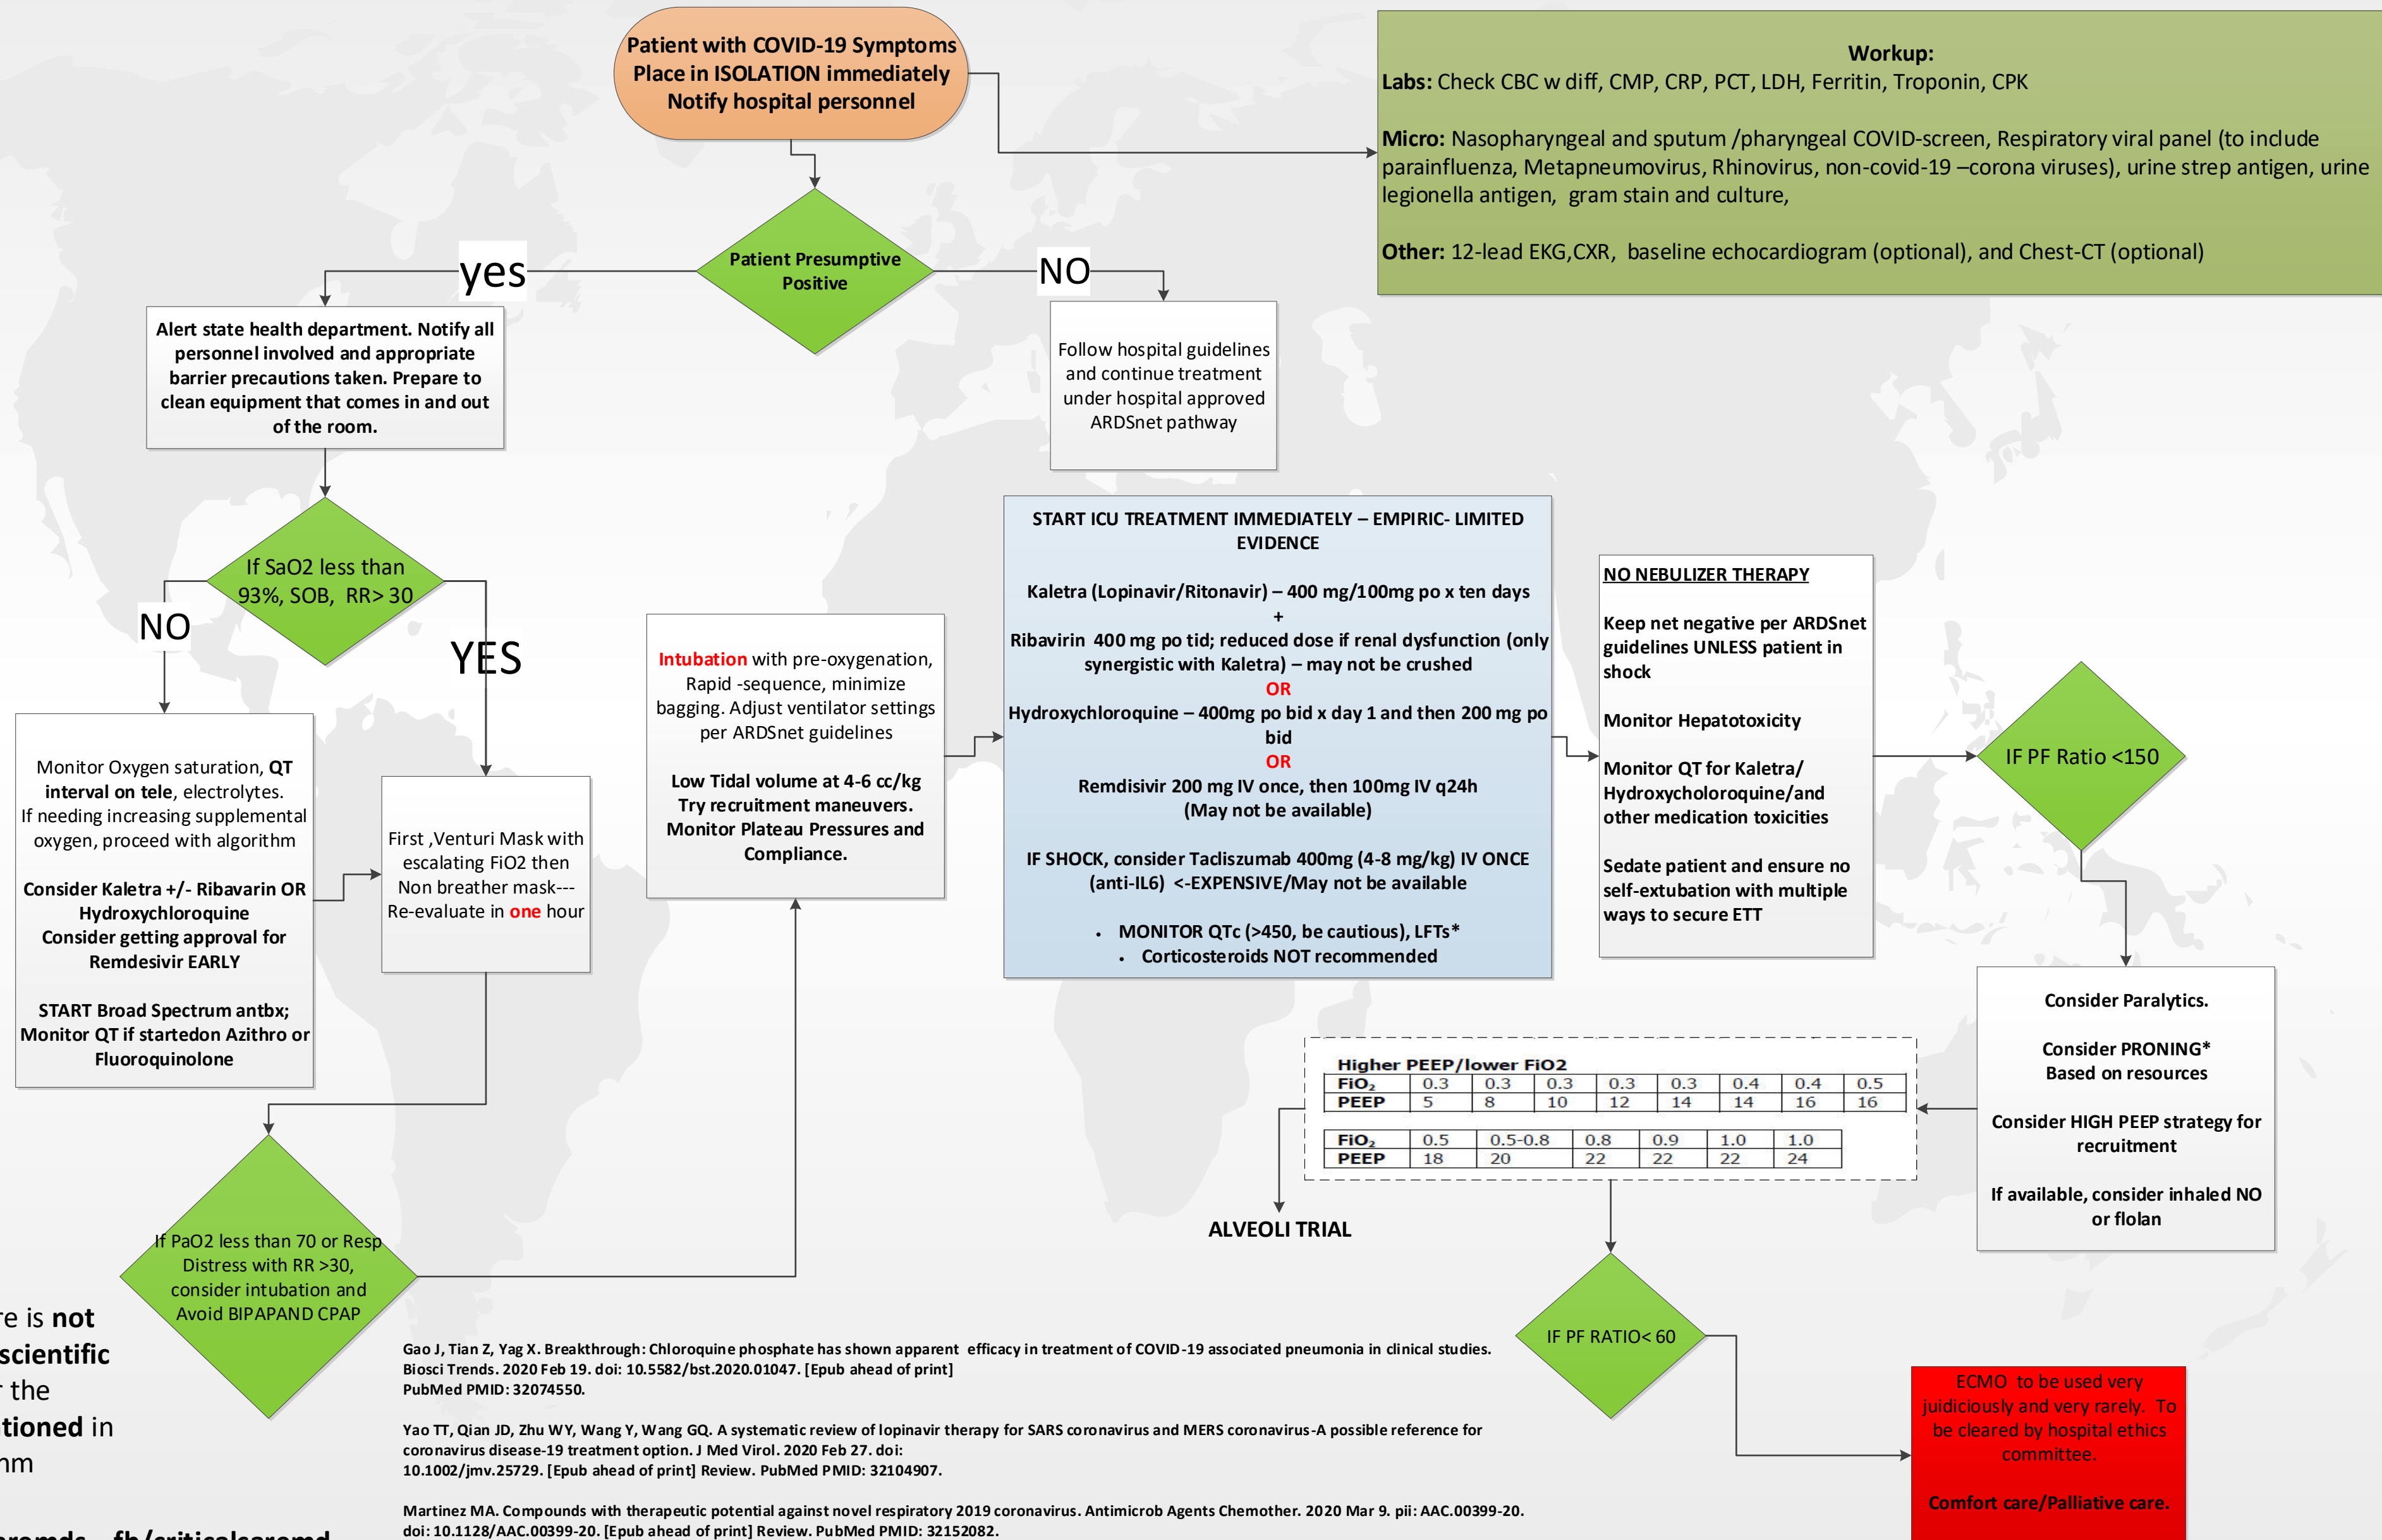 Patient with COVID-19 Symptoms
Place in ISOLATION immediately
Notify hospital personnel
Workup:
Labs: Check CBC w diff, CMP, CRP, PCT, LDH, Ferritin, Troponin, CPK
Micro: Nasopharyngeal and sputum /pharyngeal COVID-screen, Respiratory viral panel (to include
parainfluenza, Metapneumovirus, Rhinovirus, non-covid-19 –corona viruses), urine strep antigen, urine
legionella antigen, gram stain and culture,
Other: 12-lead EKG,CXR, baseline echocardiogram (optional), and Chest-CT (optional)
Patient Presumptive
Positive
yes
NO
Alert state health department. Notify all
personnel involved and appropriate
barrier precautions taken. Prepare to
clean equipment that comes in and out
of the room.
Follow hospital guidelines
and continue treatment
under hospital approved
ARDSnet pathway
If SaO2 less than
93%, SOB, RR> 30
NO
YES
Monitor Oxygen saturation, QT
interval on tele, electrolytes.
If needing increasing supplemental
oxygen, proceed with algorithm
Consider Kaletra +/- Ribavarin OR
Hydroxychloroquine
Consider getting approval for
Remdesivir EARLY
START Broad Spectrum antbx;
Monitor QT if startedon Azithro or
Fluoroquinolone
First ,Venturi Mask with
escalating FiO2 then
Non breather mask---
Re-evaluate in one hour
Intubation with pre-oxygenation,
Rapid -sequence, minimize
bagging. Adjust ventilator settings
per ARDSnet guidelines
Low Tidal volume at 4-6 cc/kg
Try recruitment maneuvers.
Monitor Plateau Pressures and
Compliance.
START ICU TREATMENT IMMEDIATELY – EMPIRIC- LIMITED
EVIDENCE
Kaletra (Lopinavir/Ritonavir) – 400 mg/100mg po x ten days
+
Ribavirin 400 mg po tid; reduced dose if renal dysfunction (only
synergistic with Kaletra) – may not be crushed
OR
Hydroxychloroquine – 400mg po bid x day 1 and then 200 mg po
bid
OR
Remdisivir 200 mg IV once, then 100mg IV q24h
(May not be available)
IF SHOCK, consider Tacliszumab 400mg (4-8 mg/kg) IV ONCE
(anti-IL6) <-EXPENSIVE/May not be available
• MONITOR QTc (>450, be cautious), LFTs*
• Corticosteroids NOT recommended
NO NEBULIZER THERAPY
Keep net negative per ARDSnet
guidelines UNLESS patient in
shock
Monitor Hepatotoxicity
Monitor QT for Kaletra/
Hydroxycholoroquine/and
other medication toxicities
Sedate patient and ensure no
self-extubation with multiple
ways to secure ETT
IF PF Ratio <150
Consider Paralytics.
Consider PRONING*
Based on resources
Consider HIGH PEEP strategy for
recruitment
If available, consider inhaled NO
or flolan
Higher PEEP/lower FiO2
FiO₂ 0.3 0.3 0.3 0.3 0.3 0.4 0.4 0.5
PEEP 5 8 10 12 14 14 16 16
FiO₂ 0.5 0.5-0.8 0.8 0.9 1.0 1.0
PEEP 18 20 22 22 22 24
ALVEOLI TRIAL
If PaO2 less than 70 or Resp
Distress with RR >30,
consider intubation and
Avoid BIPAPAND CPAP
IF PF RATIO< 60
ECMO to be used very
juidiciously and very rarely. To
be cleared by hospital ethics
committee.
Comfort care/Palliative care.
re is not
scientific
r the
tioned in
hm
Gao J, Tian Z, Yag X. Breakthrough: Chloroquine phosphate has shown apparent efficacy in treatment of COVID-19 associated pneumonia in clinical studies.
Biosci Trends. 2020 Feb 19. doi: 10.5582/bst.2020.01047. [Epub ahead of print]
PubMed PMID: 32074550.
Yao TT, Qian JD, Zhu WY, Wang Y, Wang GQ. A systematic review of lopinavir therapy for SARS coronavirus and MERS coronavirus-A possible reference for
coronavirus disease-19 treatment option. J Med Virol. 2020 Feb 27. doi:
10.1002/jmv.25729. [Epub ahead of print] Review. PubMed PMID: 32104907.
Martinez MA. Compounds with therapeutic potential against novel respiratory 2019 coronavirus. Antimicrob Agents Chemother. 2020 Mar 9. pii: AAC.00399-20.
doi: 10.1128/AAC.00399-20. [Epub ahead of print] Review. PubMed PMID: 32152082.